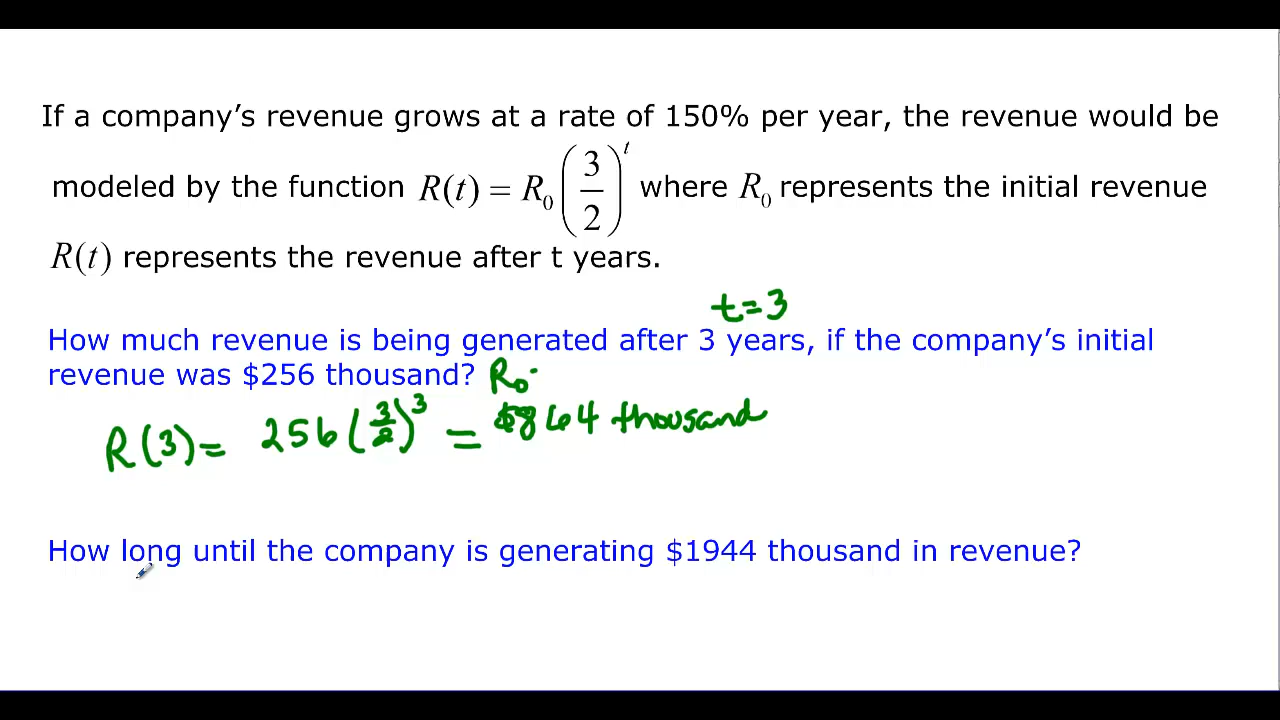 If a company's revenue grows at a rate of 150% per year, the revenue would be
modeled by the function R(t) = R₀(3/2)^t where R₀ represents the initial revenue
R(t) represents the revenue after t years.
t=3
How much revenue is being generated after 3 years, if the company's initial
revenue was $256 thousand? R₀
R(3)= 256(3/2)^3 = $864 thousand
How long until the company is generating $1944 thousand in revenue?